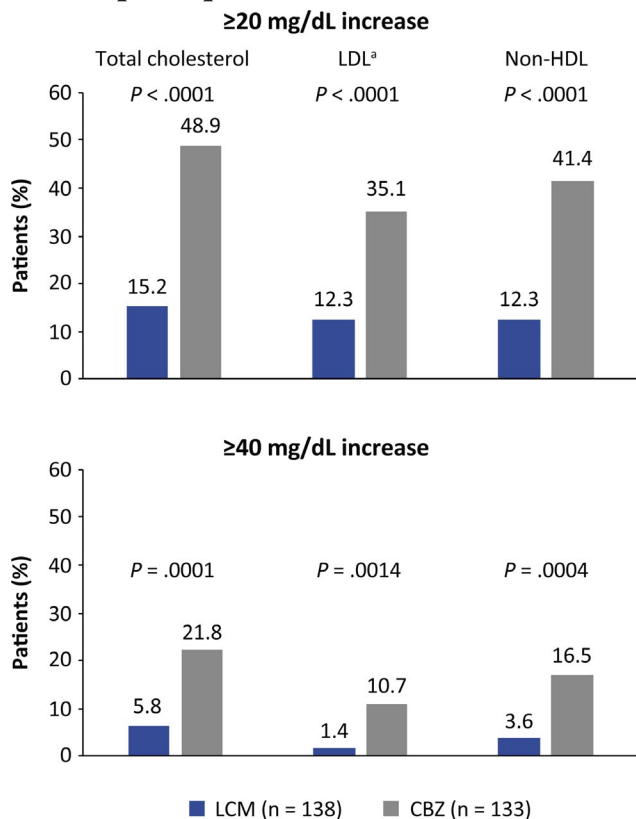 ≥20 mg/dL increase
Total cholesterol LDLª Non-HDL
P < .0001 P < .0001 P < .0001
Patients (%)
60
50
40
30
20
10
0
15.2 48.9 12.3 35.1 12.3 41.4
≥40 mg/dL increase
P = .0001 P = .0014 P = .0004
Patients (%)
60
50
40
30
20
10
0
5.8 21.8 1.4 10.7 3.6 16.5
LCM (n = 138) CBZ (n = 133)